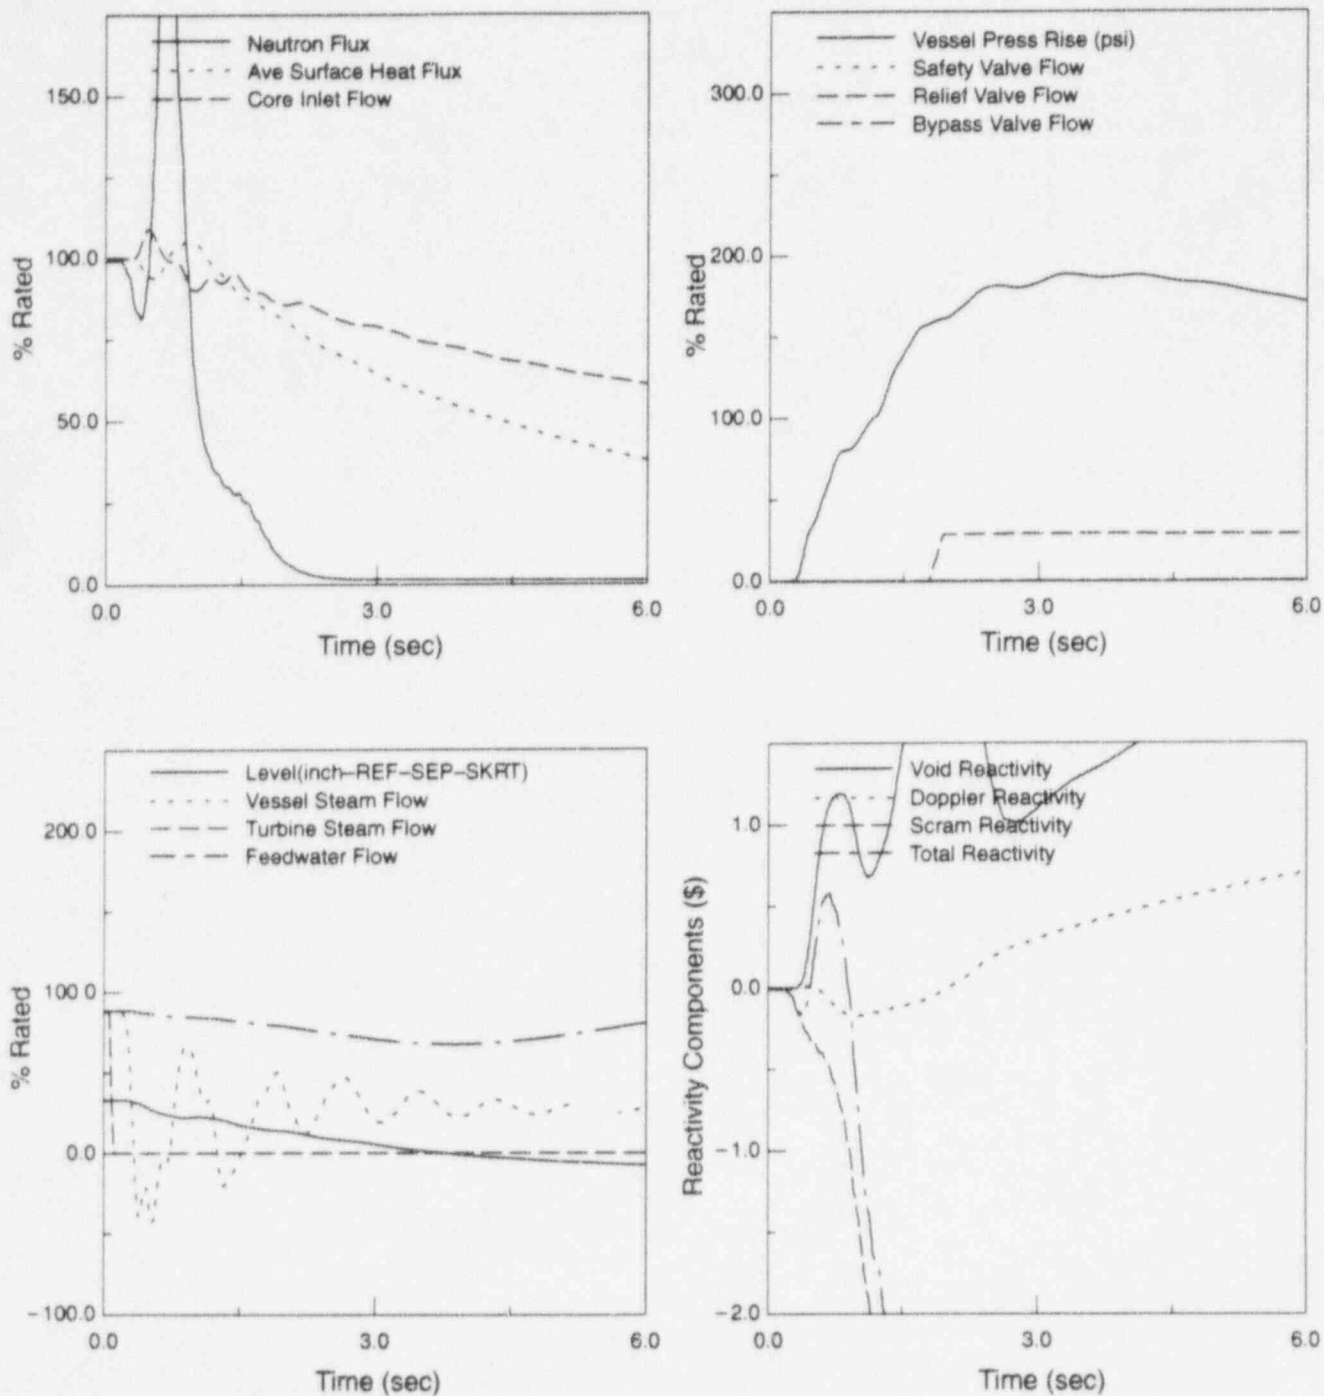 Neutron Flux
Ave Surface Heat Flux
Core Inlet Flow
150.0
100.0
50.0
0.0
% Rated
0.0
3.0
6.0
Time (sec)
Vessel Press Rise (psi)
Safety Valve Flow
Relief Valve Flow
Bypass Valve Flow
300.0
200.0
100.0
0.0
% Rated
0.0
3.0
6.0
Time (sec)
Level(inch-REF-SEP-SKRT)
Vessel Steam Flow
Turbine Steam Flow
Feedwater Flow
200.0
100.0
0.0
-100.0
% Rated
0.0
3.0
6.0
Time (sec)
Void Reactivity
Doppler Reactivity
Scram Reactivity
Total Reactivity
1.0
0.0
-1.0
-2.0
Reactivity Components ($)
0.0
3.0
6.0
Time (sec)